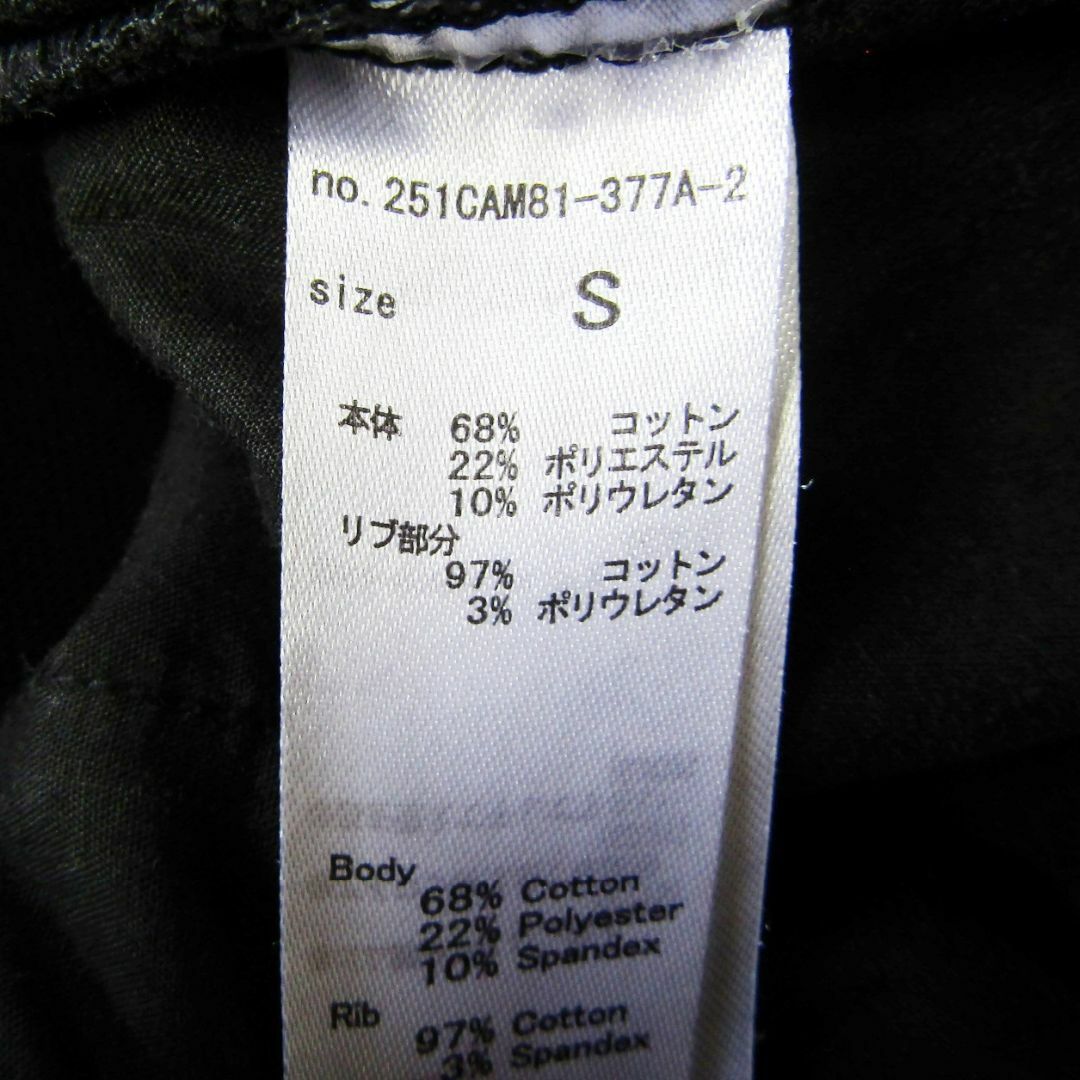 no. 251CAM81-377A-2
size S
本体 68% コットン
22% ポリエステル
10% ポリウレタン
リブ部分
97% コットン
3% ポリウレタン
Body
68% Cotton
22% Polyester
10% Spandex
Rib
97% Cotton
3% Spandex